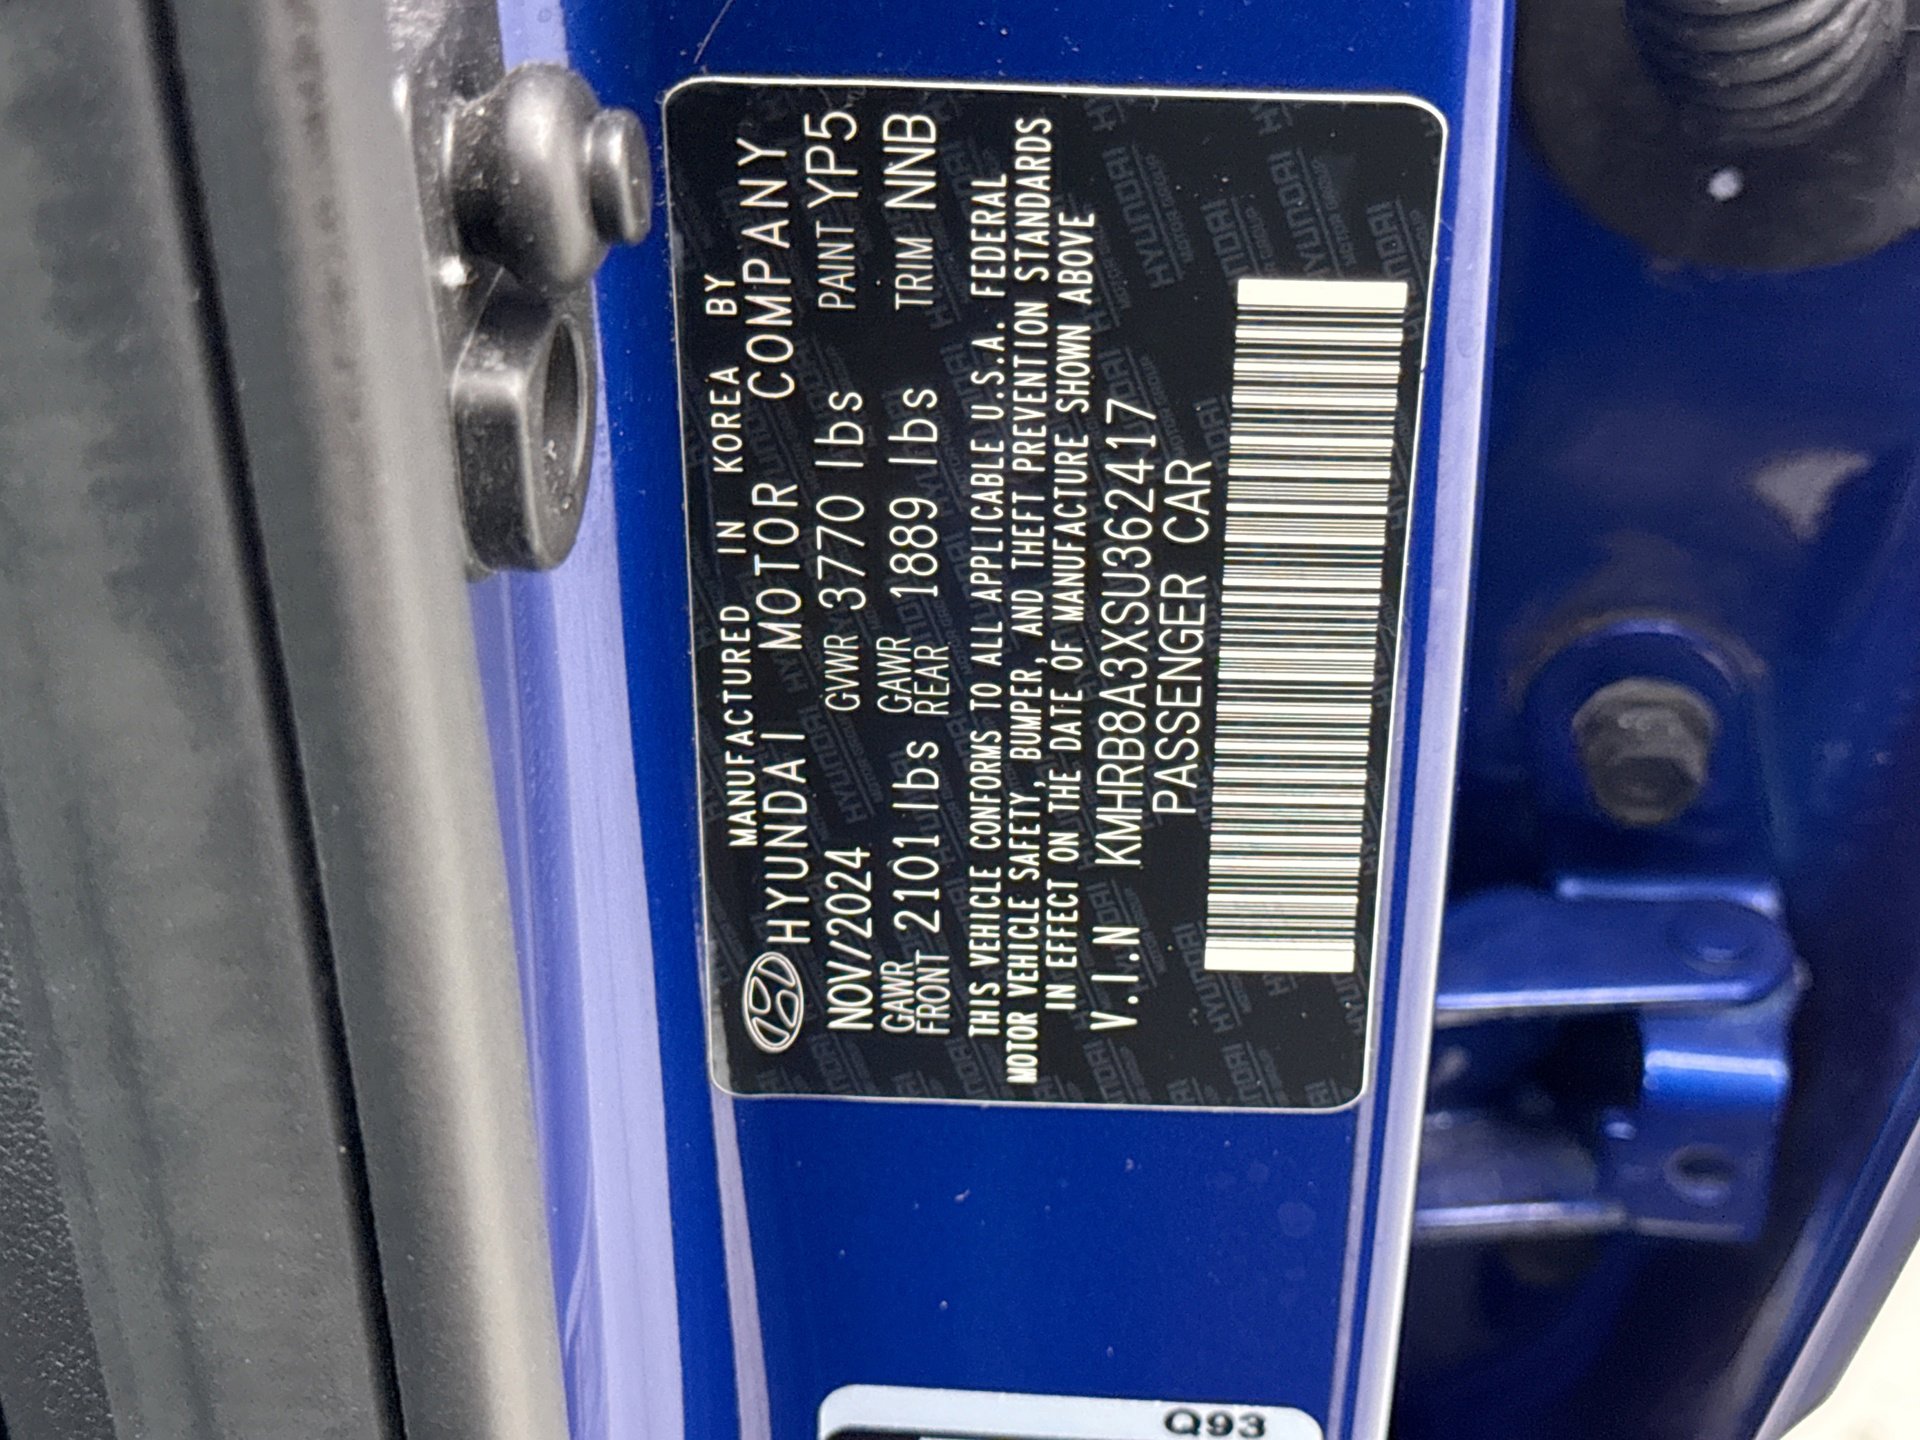 MANUFACTURED IN KOREA BY
HYUNDAI MOTOR COMPANY
NOV/2024 GVWR 3770 lbs PAINT YP5
GAWR FRONT 2101 lbs GAWR REAR 1889 lbs TRIM NNB
THIS VEHICLE CONFORMS TO ALL APPLICABLE U.S.A. FEDERAL
MOTOR VEHICLE SAFETY, BUMPER, AND THEFT PREVENTION STANDARDS
IN EFFECT ON THE DATE OF MANUFACTURE SHOWN ABOVE
V.I.N KMHRB8A3XSU362417
PASSENGER CAR
Q93